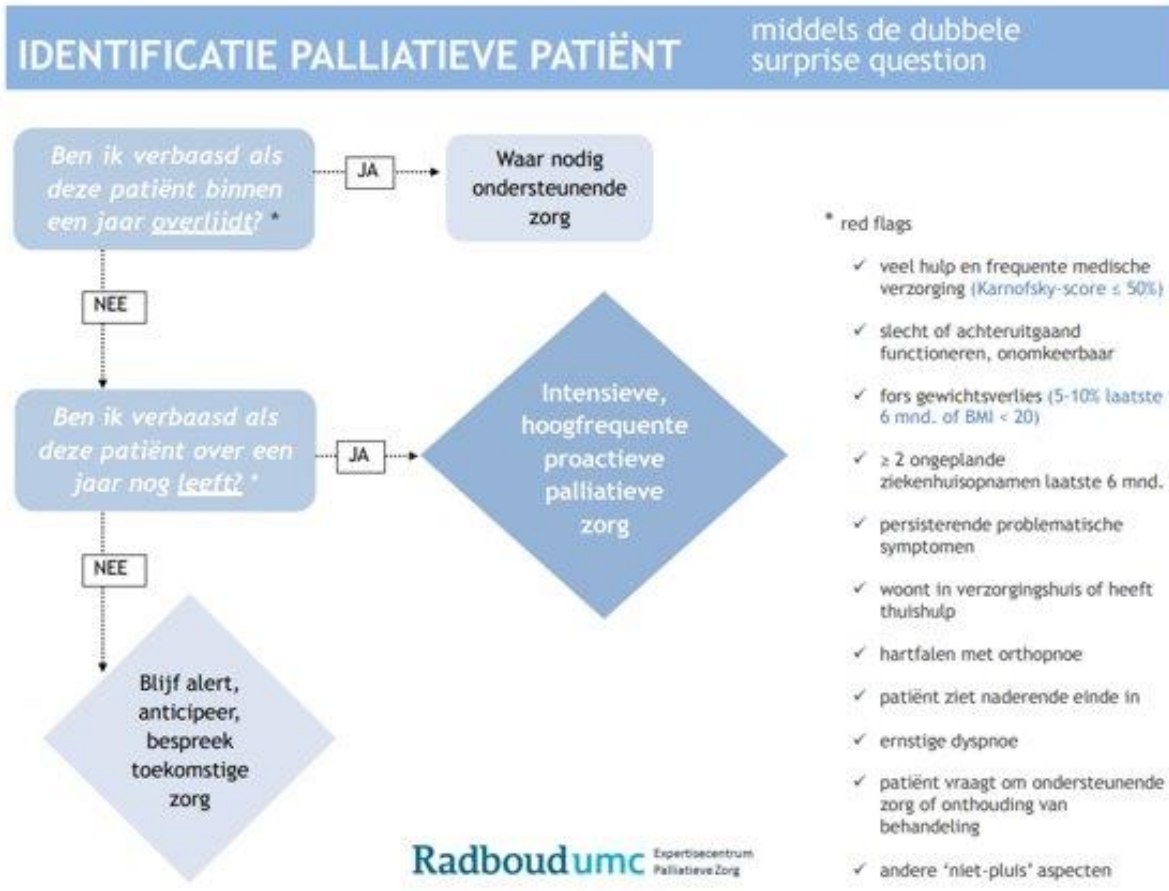 IDENTIFICATIE PALLIATIEVE PATIËNT
middels de dubbele
surprise question
Ben ik verbaasd als
deze patiënt binnen
een jaar overlijdt? *
JA
Waar nodig
ondersteunende
zorg
NEE
Ben ik verbaasd als
deze patiënt over een
jaar nog leeft? *
JA
Intensieve,
hoogfrequente
proactieve
palliatieve
zorg
NEE
Blijf alert,
anticipeer,
bespreek
toekomstige
zorg
* red flags
✓ veel hulp en frequente medische
verzorging (Karnofsky-score ≤ 50%)
✓ slecht of achteruitgaand
functioneren, onomkeerbaar
✓ fors gewichtsverlies (5-10% laatste
6 mnd. of BMI < 20)
✓ ≥ 2 ongeplande
ziekenhuisopnamen laatste 6 mnd.
✓ persisterende problematische
symptomen
✓ woont in verzorgingshuis of heeft
thuishulp
✓ hartfalen met orthopnoe
✓ patiënt ziet naderende einde in
✓ ernstige dyspnoe
✓ patiënt vraagt om ondersteunende
zorg of onthouding van
behandeling
✓ andere 'niet-pluis' aspecten
Radboudumc
Expertisecentrum
Palliatieve Zorg